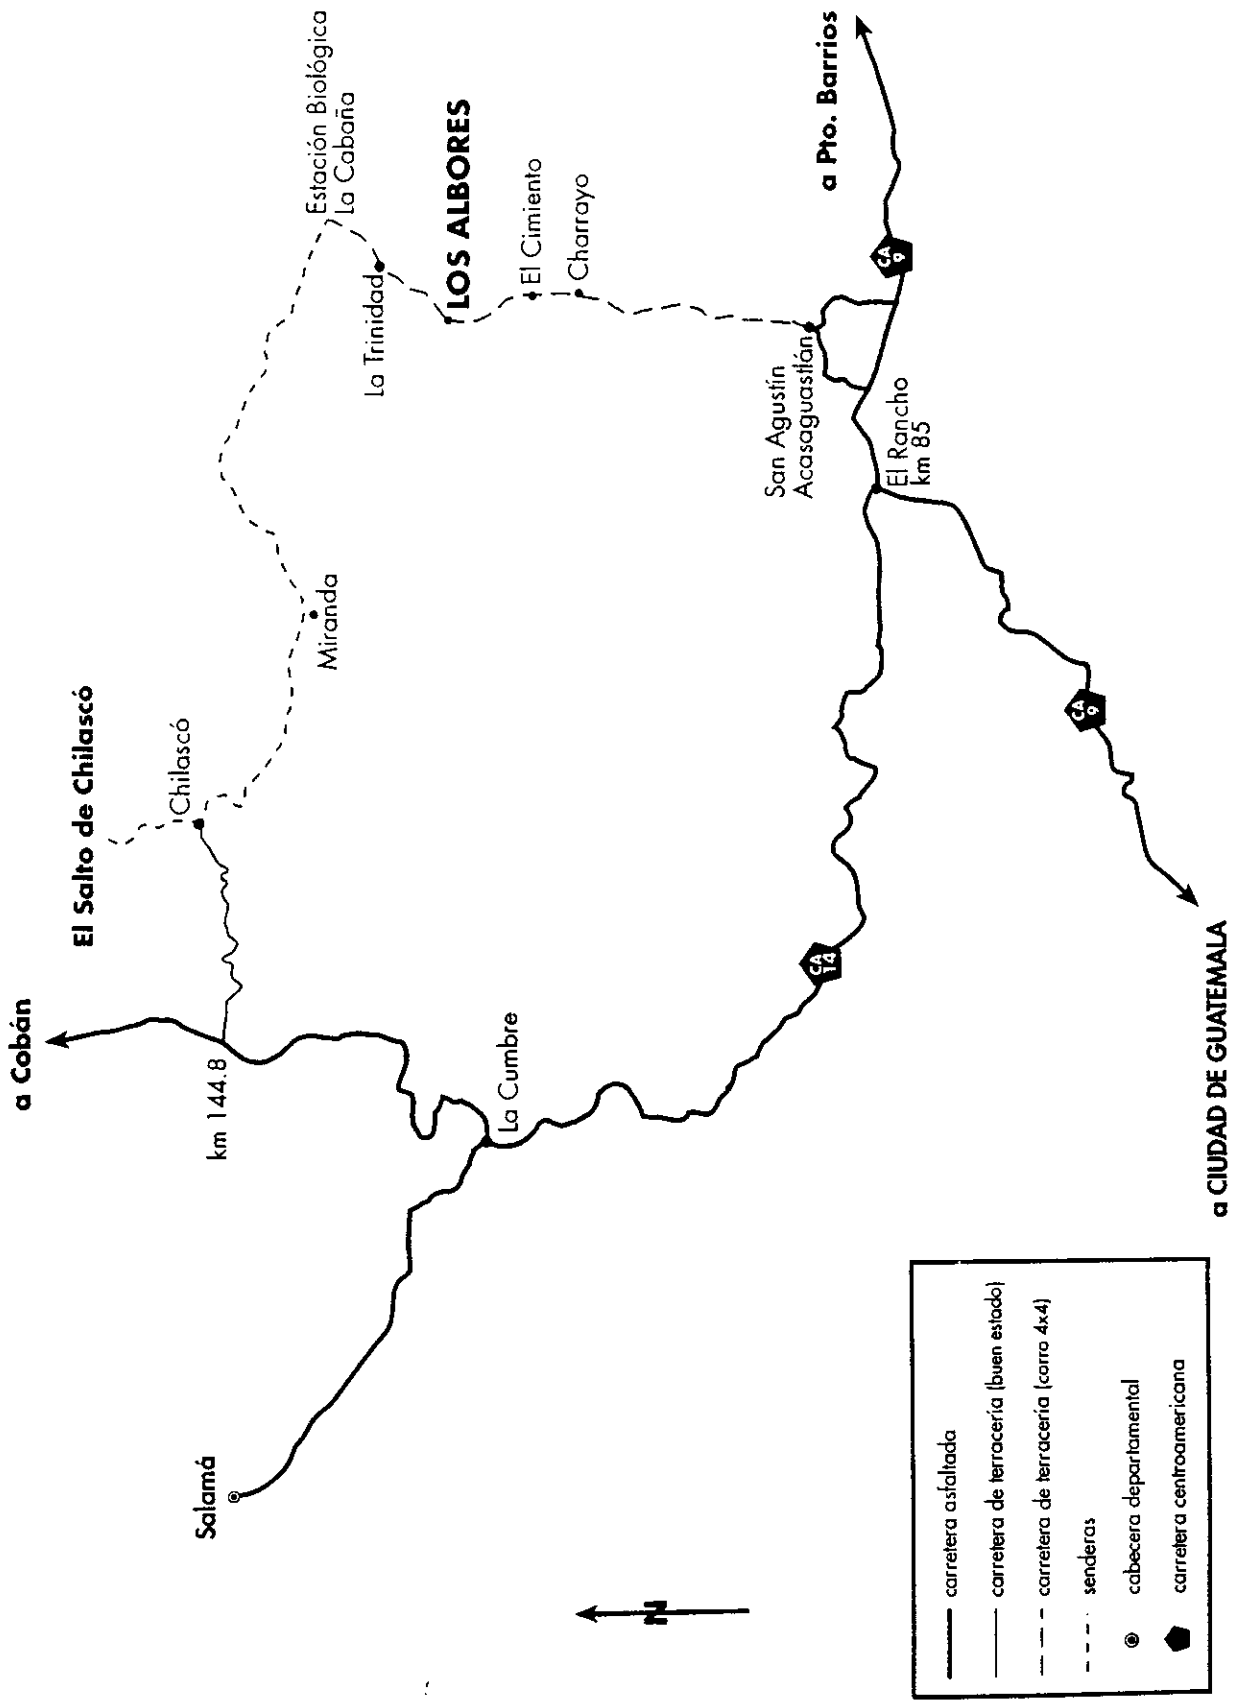 a Cobán
El Salto de Chilascó
Estación Biológica
La Cabaña
a Pto. Barrios
Chilascó
km 144.8
Miranda
La Trinidad
LOS ALBORES
El Cimiento
Charrayo
Salamá
La Cumbre
San Agustín
Acasaguastlán
El Rancho
km 85
CA
9
CA
14
CA
9
a CIUDAD DE GUATEMALA
N
carretera asfaltada
carretera de terracería (buen estado)
carretera de terracería (carro 4x4)
senderas
cabecera departamental
carretera centroamericana